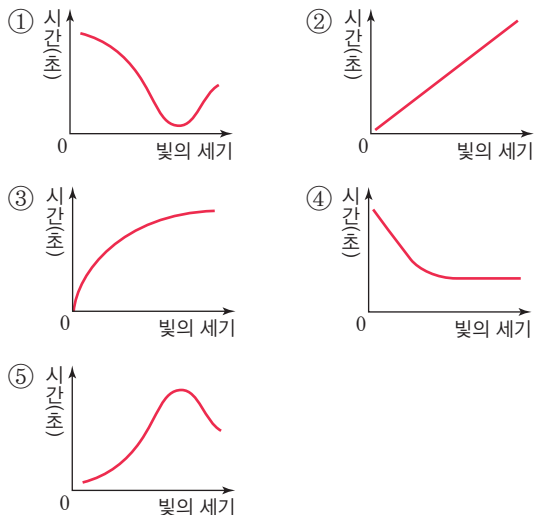 ① 시간(초)
0 빛의 세기
② 시간(초)
0 빛의 세기
③ 시간(초)
0 빛의 세기
④ 시간(초)
0 빛의 세기
⑤ 시간(초)
0 빛의 세기